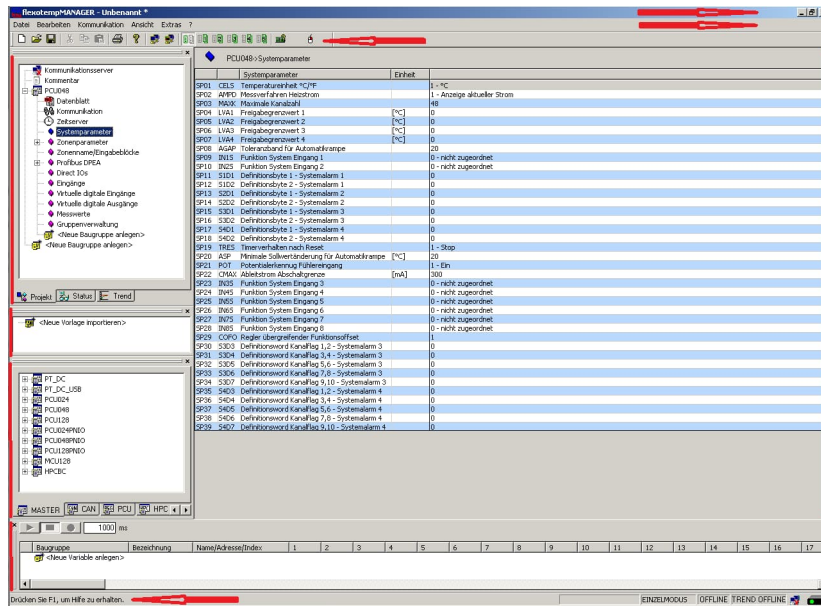 flexotempMANAGER - Unbenannt *
Datei Bearbeiten Kommunikation Ansicht Extras ?
PCU048->Systemparameter
Kommunikationsserver
Kommentar
PCU048
Datenblatt
Kommunikation
Zeitserver
Systemparameter
Zonenparameter
Zonenname/Eingabeblöcke
Profibus DPEA
Direct IOs
Eingänge
Virtuelle digitale Eingänge
Virtuelle digitale Ausgänge
Messwerte
Gruppenverwaltung
<Neue Baugruppe anlegen>
<Neue Baugruppe anlegen>
Projekt Status Trend
<Neue Vorlage importieren>
PT_DC
PT_DC_USB
PCU024
PCU048
PCU128
PCU024PNIO
PCU048PNIO
PCU128PNIO
MCU128
HPCBC
MASTER CAN PCU HPC
Systemparameter Einheit
SP01 CELS Temperatureinheit °C/°F 1 - °C
SP02 AMPD Messverfahren Heizstrom 1 - Anzeige aktueller Strom
SP03 MAXK Maximale Kanalzahl 48
SP04 LVA1 Freigabegrenzwert 1 [°C] 0
SP05 LVA2 Freigabegrenzwert 2 [°C] 0
SP06 LVA3 Freigabegrenzwert 3 [°C] 0
SP07 LVA4 Freigabegrenzwert 4 [°C] 0
SP08 AGAP Toleranzband für Automatikrampe 20
SP09 IN1S Funktion System Eingang 1 0 - nicht zugeordnet
SP10 IN2S Funktion System Eingang 2 0 - nicht zugeordnet
SP11 S1D1 Definitionsbyte 1 - Systemalarm 1 0
SP12 S1D2 Definitionsbyte 2 - Systemalarm 1 0
SP13 S2D1 Definitionsbyte 1 - Systemalarm 2 0
SP14 S2D2 Definitionsbyte 2 - Systemalarm 2 0
SP15 S3D1 Definitionsbyte 1 - Systemalarm 3 0
SP16 S3D2 Definitionsbyte 2 - Systemalarm 3 0
SP17 S4D1 Definitionsbyte 1 - Systemalarm 4 0
SP18 S4D2 Definitionsbyte 2 - Systemalarm 4 0
SP19 TRES Timerverhalten nach Reset 1 - Stop
SP20 ASP Minimale Sollwertänderung für Automatikrampe [°C] 20
SP21 POT Potentialerkennug Fühlereingang 1 - Ein
SP22 CMAX Ableitstrom Abschaltgrenze [mA] 300
SP23 IN3S Funktion System Eingang 3 0 - nicht zugeordnet
SP24 IN4S Funktion System Eingang 4 0 - nicht zugeordnet
SP25 IN5S Funktion System Eingang 5 0 - nicht zugeordnet
SP26 IN6S Funktion System Eingang 6 0 - nicht zugeordnet
SP27 IN7S Funktion System Eingang 7 0 - nicht zugeordnet
SP28 IN8S Funktion System Eingang 8 0 - nicht zugeordnet
SP29 COFO Regler übergreifender Funktionsoffset 1
SP30 S3D3 Definitionsword Kanalflag 1,2 - Systemalarm 3 0
SP31 S3D4 Definitionsword Kanalflag 3,4 - Systemalarm 3 0
SP32 S3D5 Definitionsword Kanalflag 5,6 - Systemalarm 3 0
SP33 S3D6 Definitionsword Kanalflag 7,8 - Systemalarm 3 0
SP34 S3D7 Definitionsword Kanalflag 9,10 - Systemalarm 3 0
SP35 S4D3 Definitionsword Kanalflag 1,2 - Systemalarm 4 0
SP36 S4D4 Definitionsword Kanalflag 3,4 - Systemalarm 4 0
SP37 S4D5 Definitionsword Kanalflag 5,6 - Systemalarm 4 0
SP38 S4D6 Definitionsword Kanalflag 7,8 - Systemalarm 4 0
SP39 S4D7 Definitionsword Kanalflag 9,10 - Systemalarm 4 0
1000 ms
Baugruppe Bezeichnung Name/Adresse/Index 1 2 3 4 5 6 7 8 9 10 11 12 13 14 15 16 17
<Neue Variable anlegen>
Drücken Sie F1, um Hilfe zu erhalten. EINZELMODUS OFFLINE TREND OFFLINE